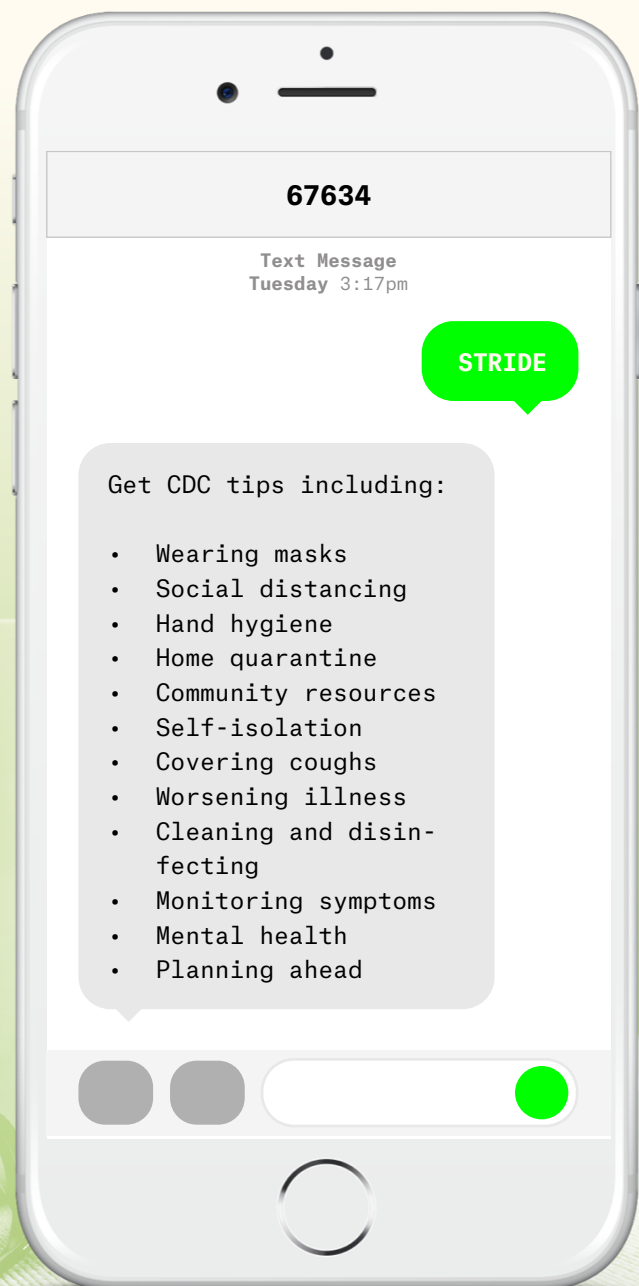 67634
Text Message
Tuesday 3:17pm
STRIDE
Get CDC tips including:
• Wearing masks
• Social distancing
• Hand hygiene
• Home quarantine
• Community resources
• Self-isolation
• Covering coughs
• Worsening illness
• Cleaning and disin-
fecting
• Monitoring symptoms
• Mental health
• Planning ahead